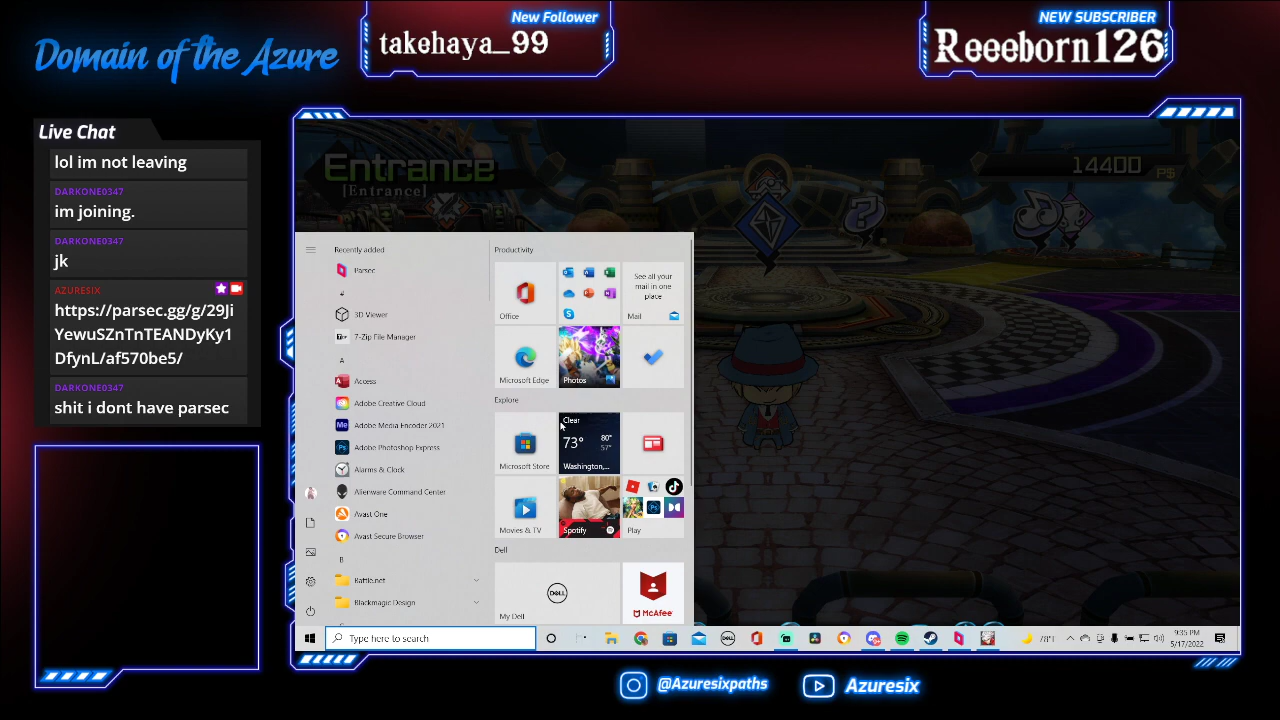 Domain of the Azure
New Follower
takehaya_99
NEW SUBSCRIBER
Reeeborn126
Live Chat
lol im not leaving
DARKONE0347
im joining.
DARKONE0347
jk
AZURESIX
https://parsec.gg/g/29Ji
YewuSZnTnTEANDyKy1
DfynL/af570be5/
DARKONE0347
shit i dont have parsec
Entrance
[Entrance]
14400 P$
Recently added
Parsec
#
3D Viewer
7-Zip File Manager
A
Access
Adobe Creative Cloud
Adobe Media Encoder 2021
Adobe Photoshop Express
Alarms & Clock
Alienware Command Center
Avast One
Avast Secure Browser
B
Battle.net
Blackmagic Design
Productivity
Office
See all your
mail in one
place
Mail
Microsoft Edge
Photos
Explore
Microsoft Store
Clear
73° 80°
57°
Washington,...
Movies & TV
Spotify
Play
Dell
DELL
My Dell
McAfee
Type here to search
78°F
9:35 PM
5/17/2022
@Azuresixpaths
Azuresix